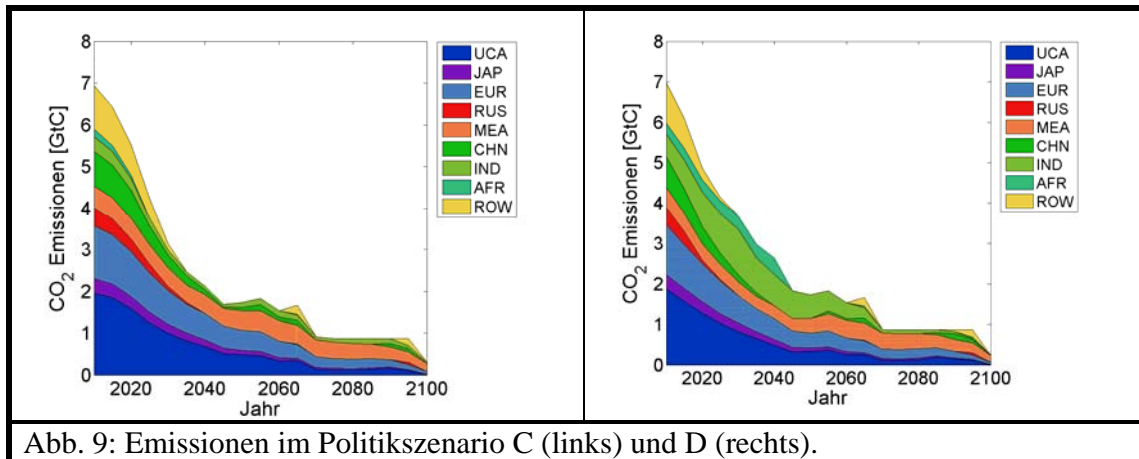 8
7
6
5
4
3
2
1
0
CO2 Emissionen [GtC]
2020 2040 2060 2080 2100
Jahr
UCA
JAP
EUR
RUS
MEA
CHN
IND
AFR
ROW
8
7
6
5
4
3
2
1
0
CO2 Emissionen [GtC]
2020 2040 2060 2080 2100
Jahr
UCA
JAP
EUR
RUS
MEA
CHN
IND
AFR
ROW
Abb. 9: Emissionen im Politikszenario C (links) und D (rechts).